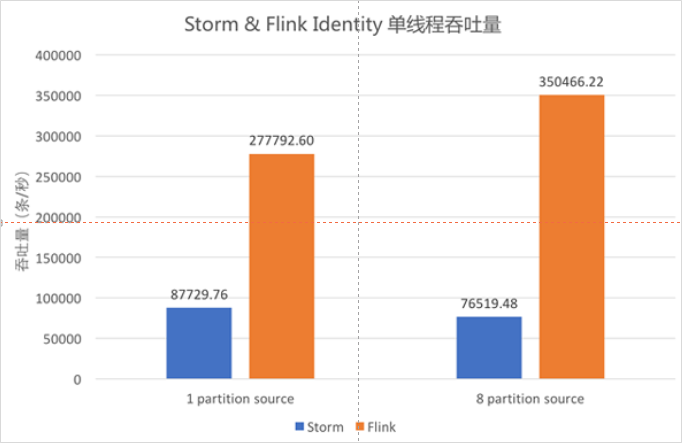 Storm & Flink Identity 单线程吞吐量
400000
350000
300000
250000
200000
150000
100000
50000
0
吞吐量（条/秒）
277792.60
350466.22
87729.76
76519.48
1 partition source
8 partition source
Storm
Flink